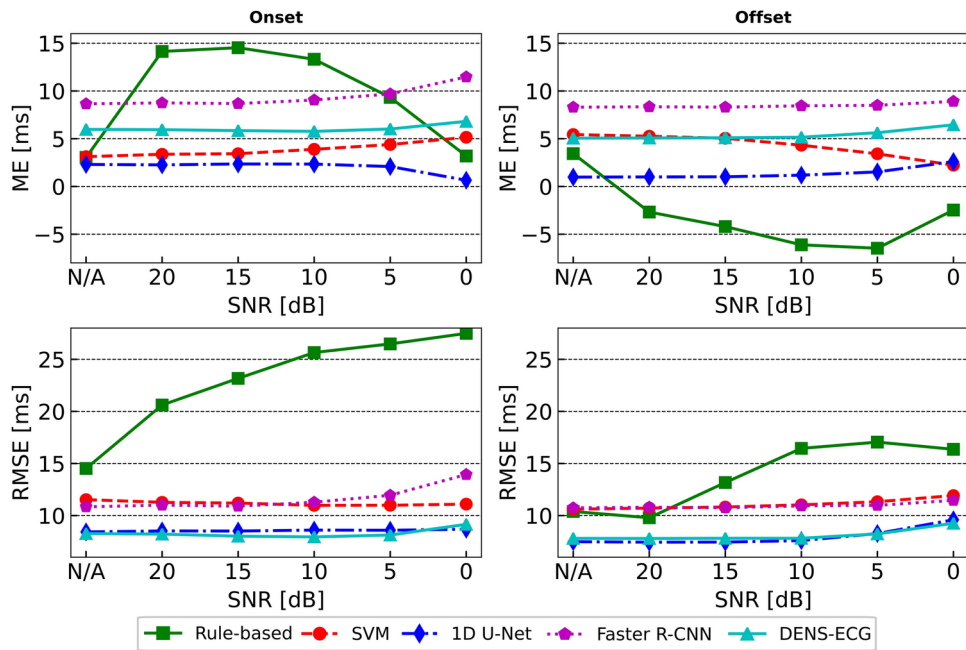 Onset
Offset
15
10
5
0
−5
ME [ms]
N/A 20 15 10 5 0
SNR [dB]
15
10
5
0
−5
ME [ms]
N/A 20 15 10 5 0
SNR [dB]
25
20
15
10
RMSE [ms]
N/A 20 15 10 5 0
SNR [dB]
25
20
15
10
RMSE [ms]
N/A 20 15 10 5 0
SNR [dB]
Rule-based SVM 1D U-Net Faster R-CNN DENS-ECG